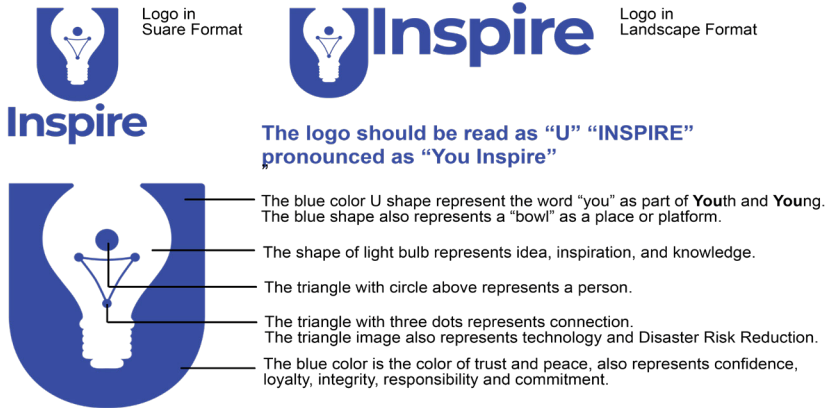 Logo in
Suare Format
Inspire
Inspire
Logo in
Landscape Format
The logo should be read as “U” “INSPIRE”
pronounced as “You Inspire”
”
The blue color U shape represent the word “you” as part of Youth and Young.
The blue shape also represents a “bowl” as a place or platform.
The shape of light bulb represents idea, inspiration, and knowledge.
The triangle with circle above represents a person.
The triangle with three dots represents connection.
The triangle image also represents technology and Disaster Risk Reduction.
The blue color is the color of trust and peace, also represents confidence,
loyalty, integrity, responsibility and commitment.